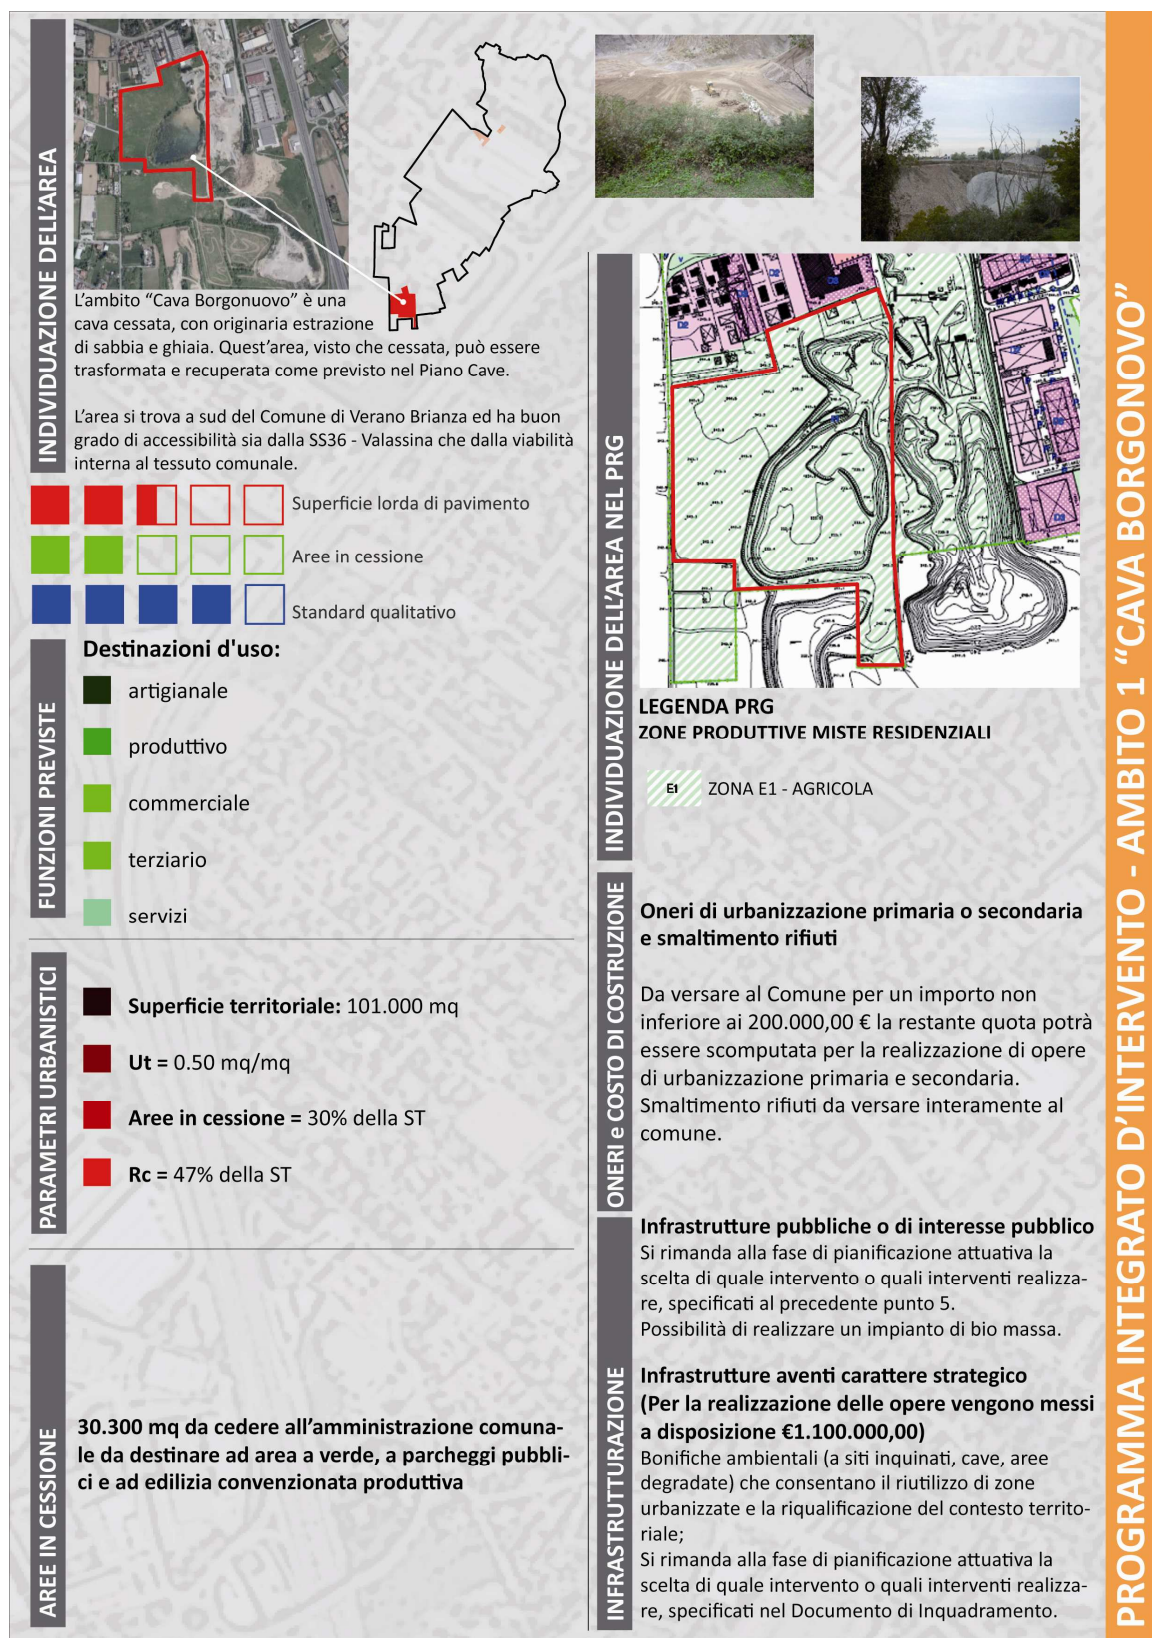 PROGRAMMA INTEGRATO D'INTERVENTO - AMBITO 1 “CAVA BORGONOVO”
INDIVIDUAZIONE DELL'AREA
L'ambito “Cava Borgonuovo” è una
cava cessata, con originaria estrazione
di sabbia e ghiaia. Quest'area, visto che cessata, può essere
trasformata e recuperata come previsto nel Piano Cave.
L'area si trova a sud del Comune di Verano Brianza ed ha buon
grado di accessibilità sia dalla SS36 - Valassina che dalla viabilità
interna al tessuto comunale.
Superficie lorda di pavimento
Aree in cessione
Standard qualitativo
FUNZIONI PREVISTE
Destinazioni d'uso:
artigianale
produttivo
commerciale
terziario
servizi
PARAMETRI URBANISTICI
Superficie territoriale: 101.000 mq
Ut = 0.50 mq/mq
Aree in cessione = 30% della ST
Rc = 47% della ST
AREE IN CESSIONE
30.300 mq da cedere all'amministrazione comuna-
le da destinare ad area a verde, a parcheggi pubbli-
ci e ad edilizia convenzionata produttiva
INDIVIDUAZIONE DELL'AREA NEL PRG
LEGENDA PRG
ZONE PRODUTTIVE MISTE RESIDENZIALI
E1 ZONA E1 - AGRICOLA
ONERI e COSTO DI COSTRUZIONE
Oneri di urbanizzazione primaria o secondaria
e smaltimento rifiuti
Da versare al Comune per un importo non
inferiore ai 200.000,00 € la restante quota potrà
essere scomputata per la realizzazione di opere
di urbanizzazione primaria e secondaria.
Smaltimento rifiuti da versare interamente al
comune.
INFRASTRUTTURAZIONE
Infrastrutture pubbliche o di interesse pubblico
Si rimanda alla fase di pianificazione attuativa la
scelta di quale intervento o quali interventi realizza-
re, specificati al precedente punto 5.
Possibilità di realizzare un impianto di bio massa.
Infrastrutture aventi carattere strategico
(Per la realizzazione delle opere vengono messi
a disposizione €1.100.000,00)
Bonifiche ambientali (a siti inquinati, cave, aree
degradate) che consentano il riutilizzo di zone
urbanizzate e la riqualificazione del contesto territo-
riale;
Si rimanda alla fase di pianificazione attuativa la
scelta di quale intervento o quali interventi realizza-
re, specificati nel Documento di Inquadramento.